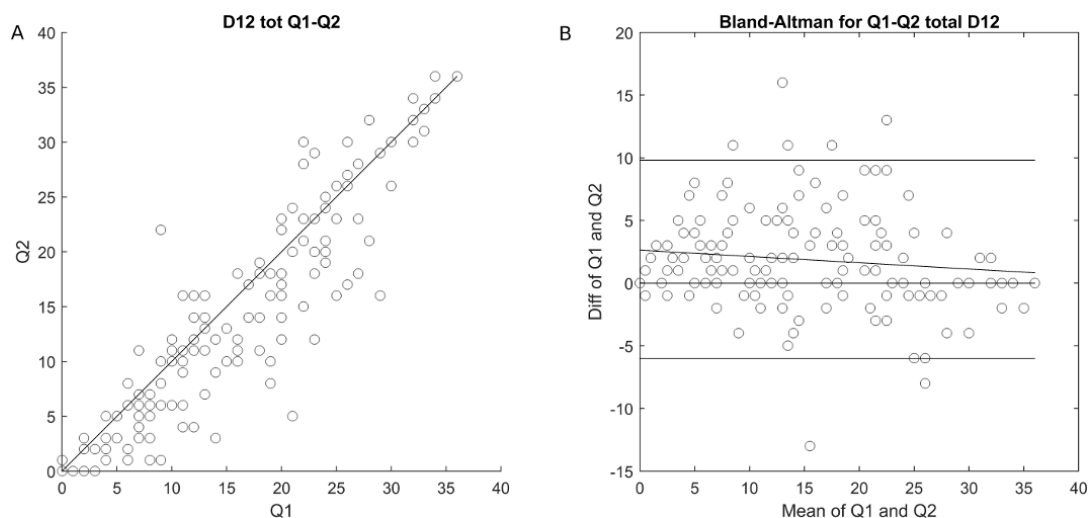 A
D12 tot Q1-Q2
40
35
30
25
20
15
10
5
0
Q2
0 5 10 15 20 25 30 35 40
Q1
B
Bland-Altman for Q1-Q2 total D12
20
15
10
5
0
-5
-10
-15
Diff of Q1 and Q2
0 5 10 15 20 25 30 35 40
Mean of Q1 and Q2